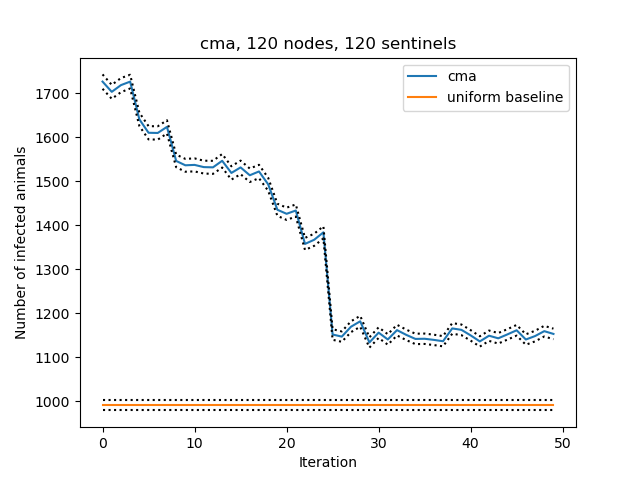 cma, 120 nodes, 120 sentinels
cma
uniform baseline
Number of infected animals
1700
1600
1500
1400
1300
1200
1100
1000
0 10 20 30 40 50
Iteration